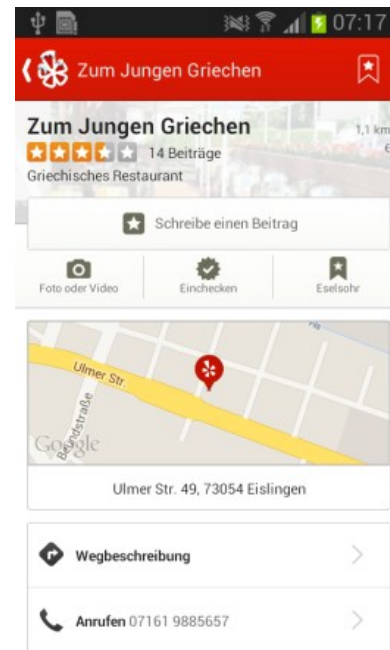 07:17
Zum Jungen Griechen
Zum Jungen Griechen
1,1 km
14 Beiträge
€
Griechisches Restaurant
Schreibe einen Beitrag
Foto oder Video
Einchecken
Eselsohr
Ulmer Str.
Google
Ulmer Str. 49, 73054 Eislingen
Wegbeschreibung
Anrufen 07161 9885657